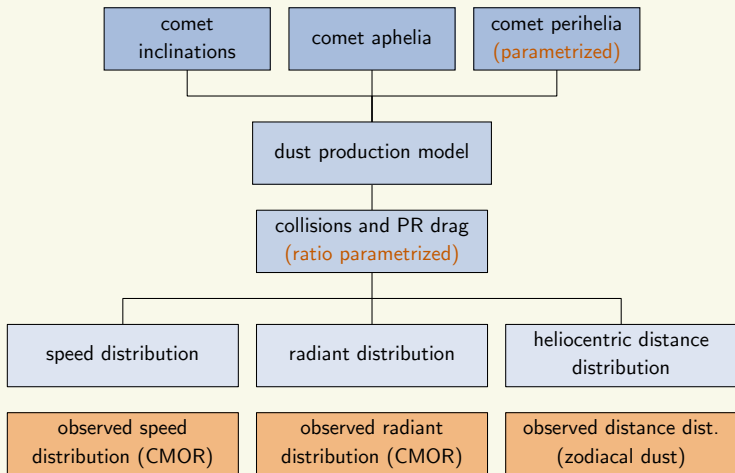 comet
inclinations
comet aphelia
comet perihelia
(parametrized)
dust production model
collisions and PR drag
(ratio parametrized)
speed distribution
radiant distribution
heliocentric distance
distribution
observed speed
distribution (CMOR)
observed radiant
distribution (CMOR)
observed distance dist.
(zodiacal dust)